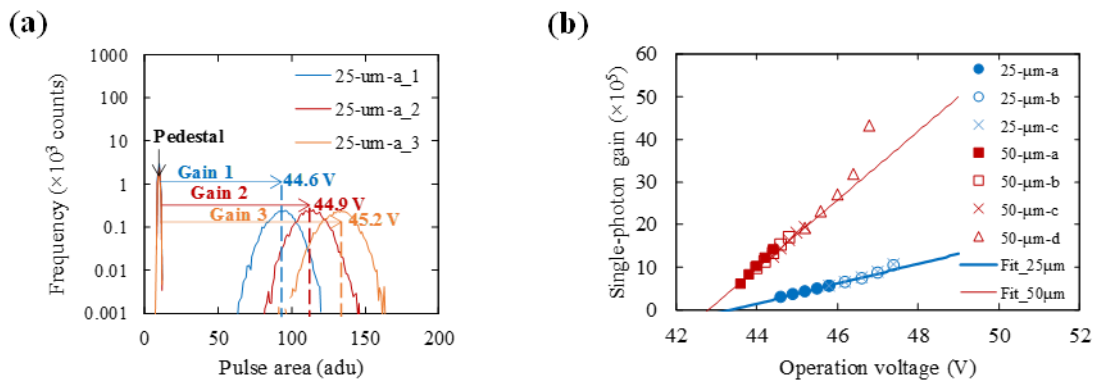 (a)
1000
100
10
1
0.1
0.01
0.001
Frequency (×10³ counts)
25-um-a_1
25-um-a_2
25-um-a_3
Pedestal
Gain 1
44.6 V
Gain 2
44.9 V
Gain 3
45.2 V
0 50 100 150 200
Pulse area (adu)
(b)
60
50
40
30
20
10
0
Single-photon gain (×10⁵)
25-μm-a
25-μm-b
25-μm-c
50-μm-a
50-μm-b
50-μm-c
50-μm-d
Fit_25μm
Fit_50μm
42 44 46 48 50 52
Operation voltage (V)